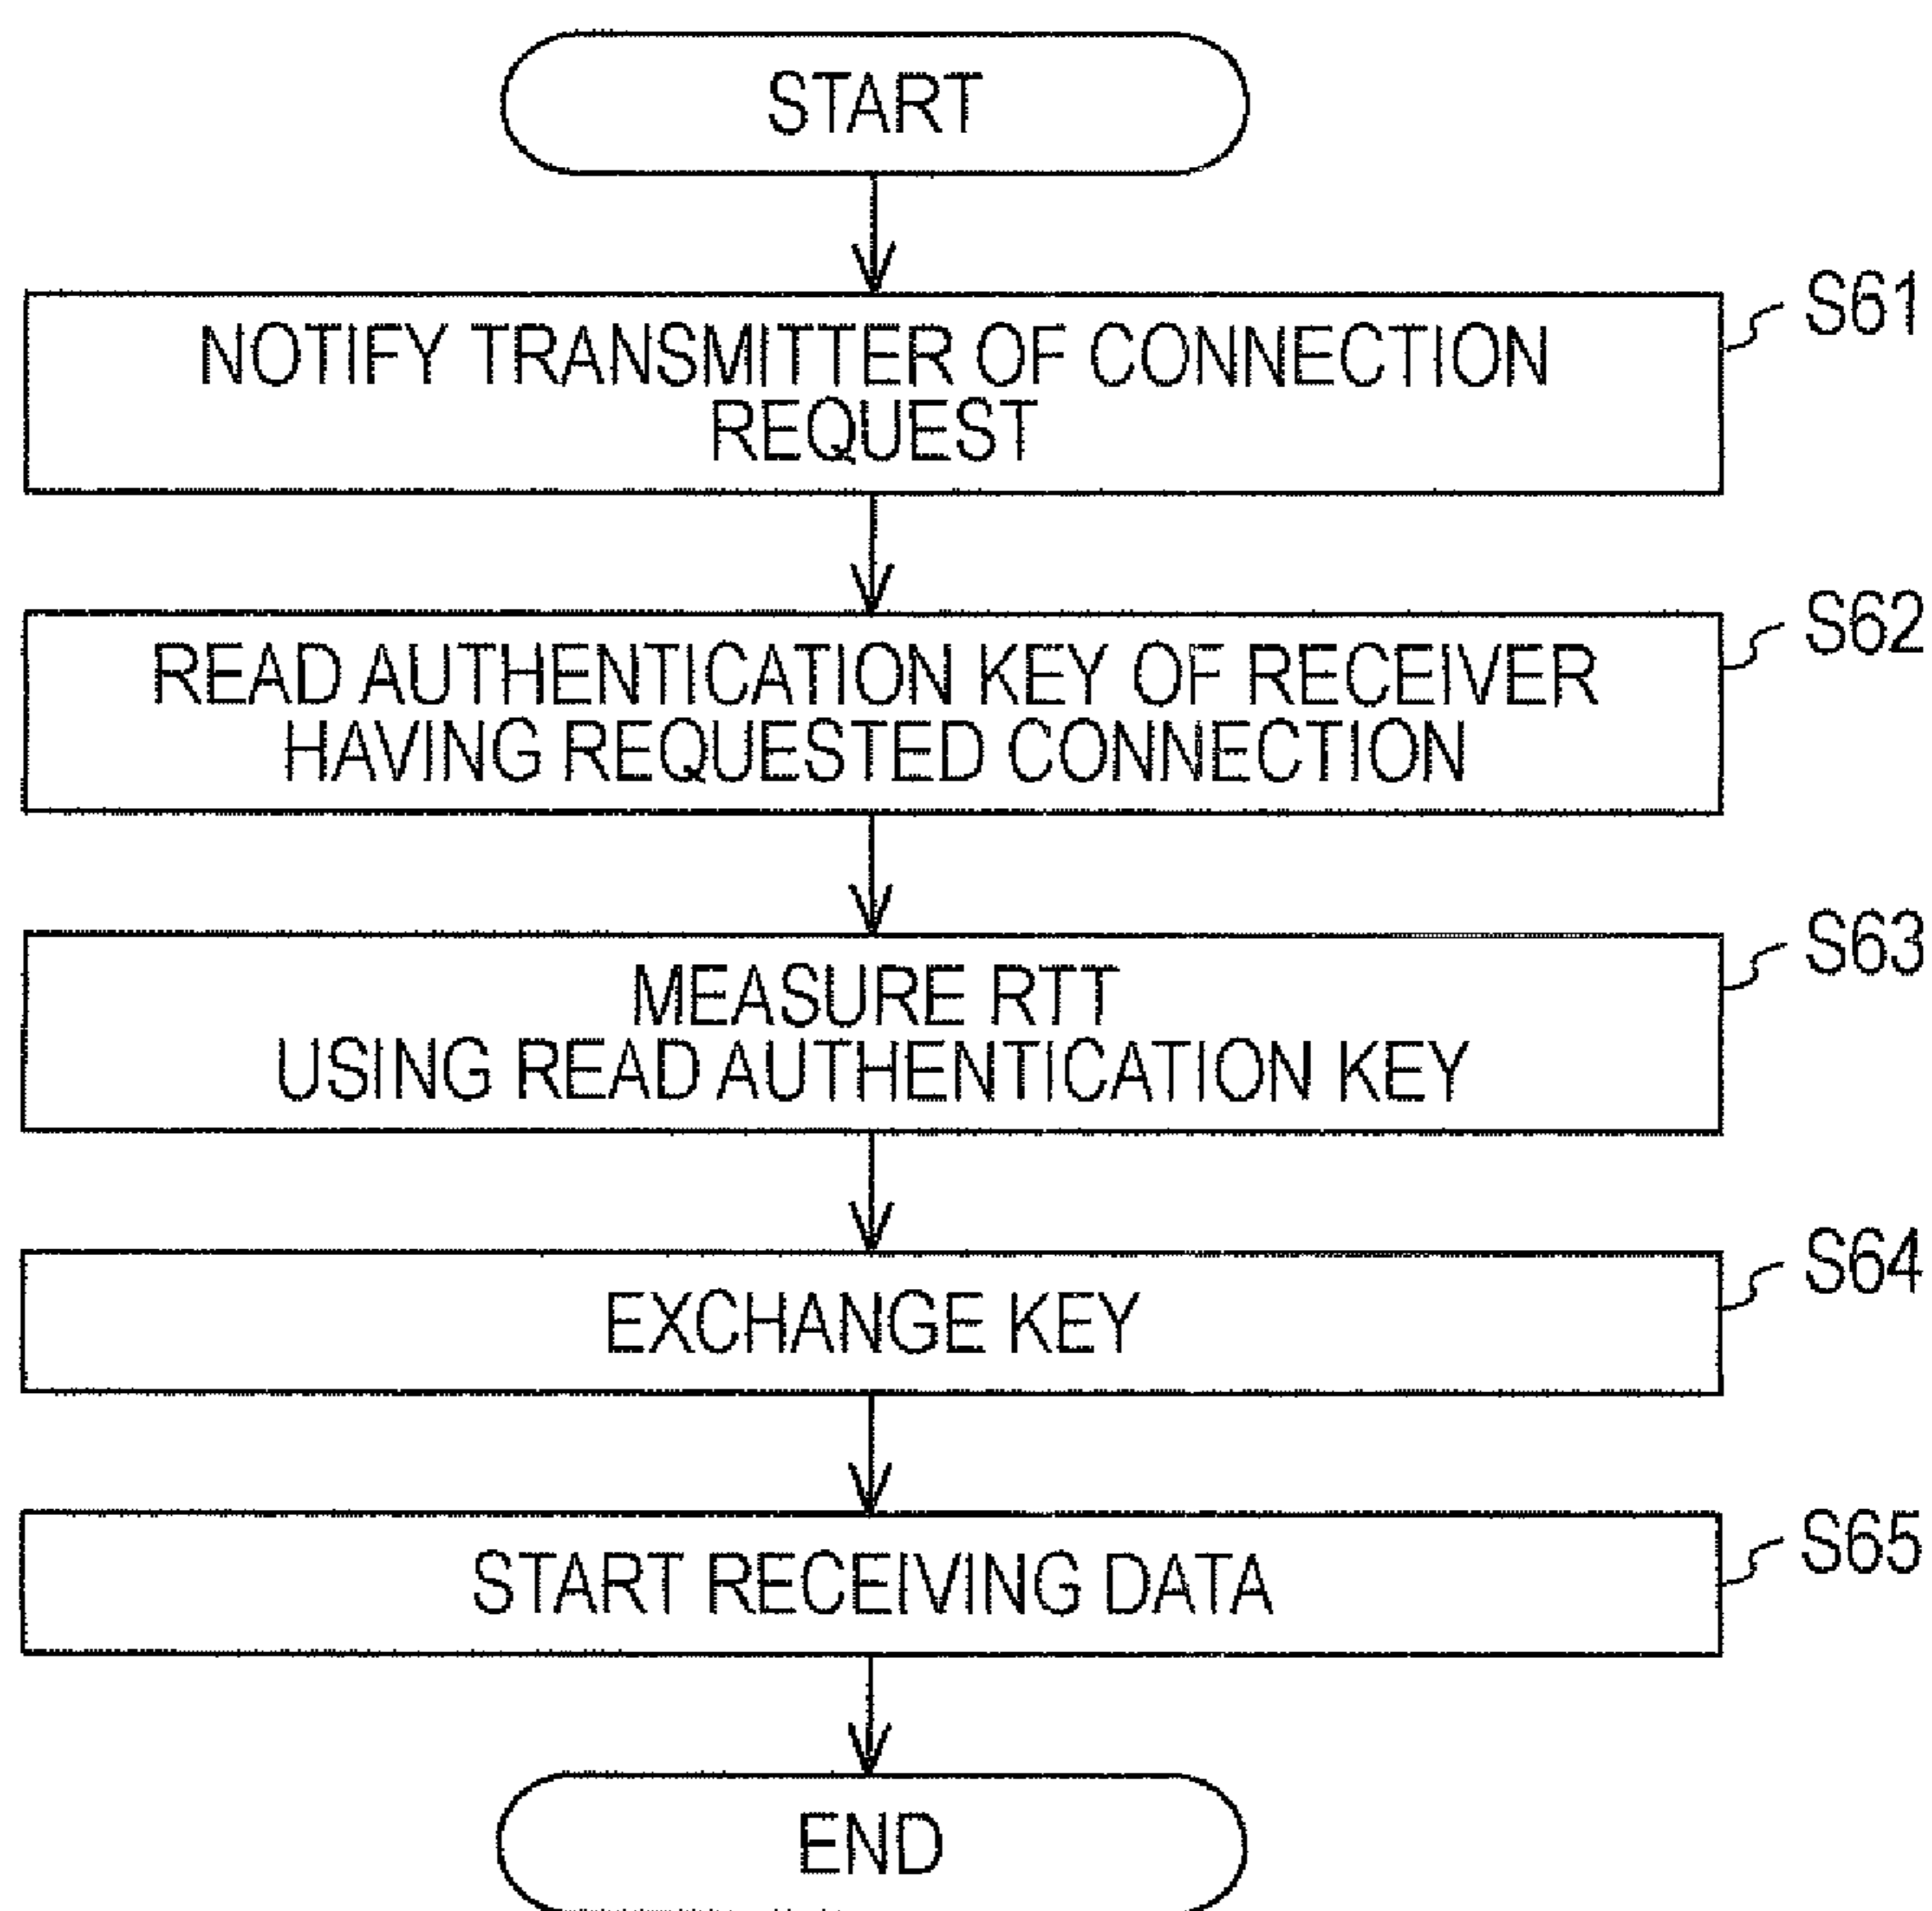 START
S61
NOTIFY TRANSMITTER OF CONNECTION
REQUEST
S62
READ AUTHENTICATION KEY OF RECEIVER
HAVING REQUESTED CONNECTION
S63
MEASURE RTT
USING READ AUTHENTICATION KEY
S64
EXCHANGE KEY
S65
START RECEIVING DATA
END